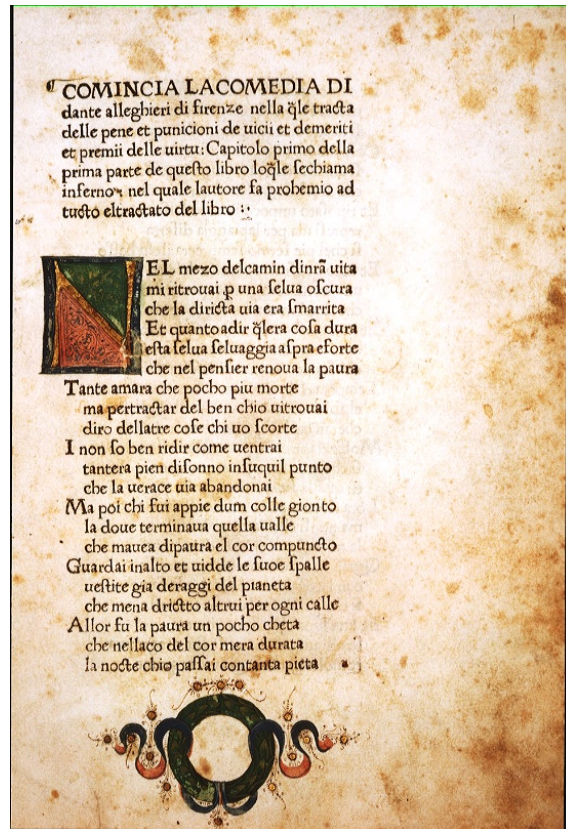 ¶ COMINCIA LACOMEDIA DI
dante alleghieri di firenze nella q̃le tracta
delle pene et punicioni de uicii et demeriti
et premii delle uirtu: Capitolo primo della
prima parte de questo libro loq̃le sechiama
inferno: nel quale lautore fa prohemio ad
tucto eltractato del libro :·
NEL mezo delcamin dinrã uita
mi ritrouai ꝑ una selua oscura
che la diricta uia era smarrita
Et quanto adir q̃lera cosa dura
esta selua seluaggia aspra eforte
che nel pensier renoua la paura
Tante amara che pocho piu morte
ma pertractar del ben chio uitrouai
diro dellatre cose chi uo scorte
I non so ben ridir come uentrai
tantera pien disonno insuquil punto
che la uerace uia abandonai
Ma poi chi fui appie dum colle gionto
la doue terminaua quella ualle
che mauea dipaura el cor compuncto
Guardai inalto et uidde le suoe spalle
uestite gia deraggi del pianeta
che mena dricto altrui per ogni calle
Allor fu la paura un pocho cheta
che nellaco del cor mera durata
la nocte chio passai contanta pieta